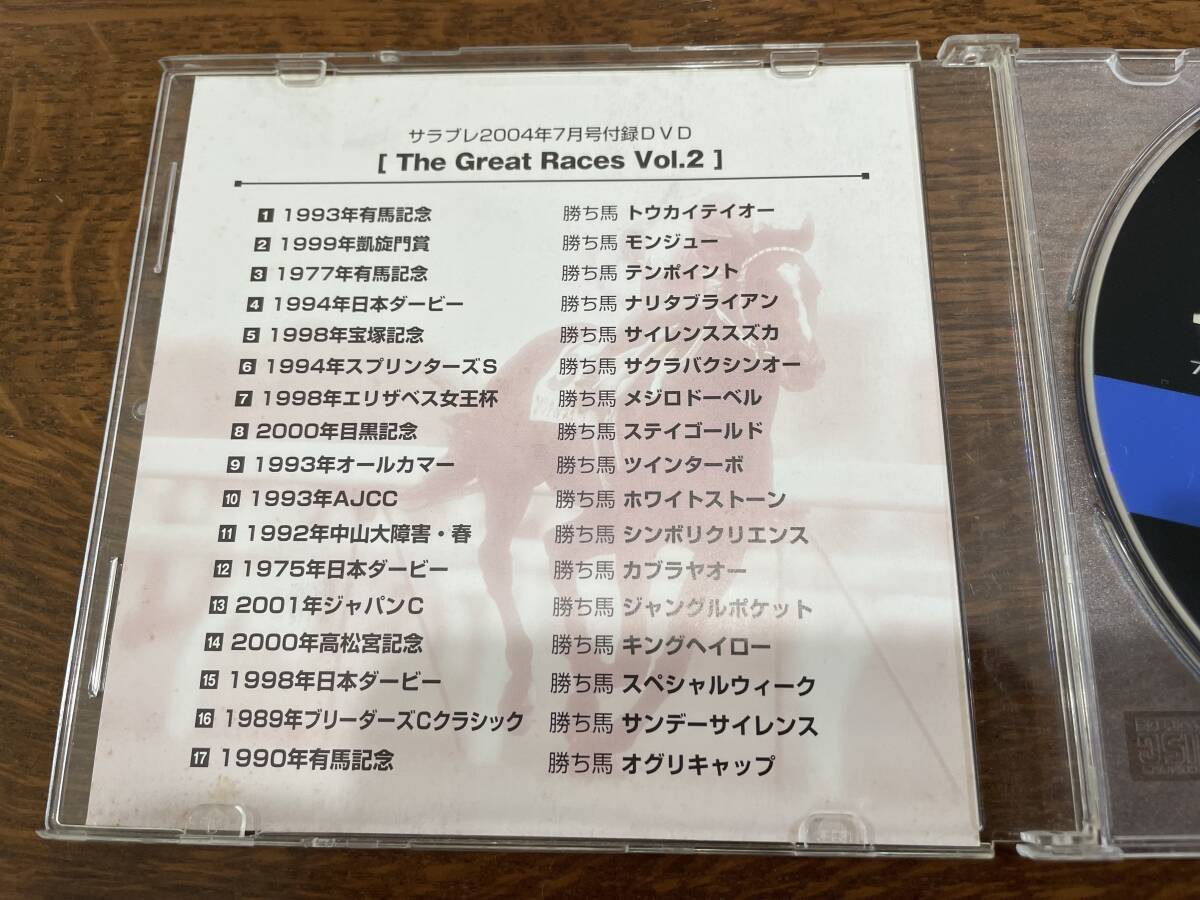 サラブレ2004年7月号付録DVD
[ The Great Races Vol.2 ]
1 1993年有馬記念 勝ち馬 トウカイテイオー
2 1999年凱旋門賞 勝ち馬 モンジュー
3 1977年有馬記念 勝ち馬 テンポイント
4 1994年日本ダービー 勝ち馬 ナリタブライアン
5 1998年宝塚記念 勝ち馬 サイレンススズカ
6 1994年スプリンターズS 勝ち馬 サクラバクシンオー
7 1998年エリザベス女王杯 勝ち馬 メジロドーベル
8 2000年目黒記念 勝ち馬 ステイゴールド
9 1993年オールカマー 勝ち馬 ツインターボ
10 1993年AJCC 勝ち馬 ホワイトストーン
11 1992年中山大障害・春 勝ち馬 シンボリクリエンス
12 1975年日本ダービー 勝ち馬 カブラヤオー
13 2001年ジャパンC 勝ち馬 ジャングルポケット
14 2000年高松宮記念 勝ち馬 キングヘイロー
15 1998年日本ダービー 勝ち馬 スペシャルウィーク
16 1989年ブリーダーズCクラシック 勝ち馬 サンデーサイレンス
17 1990年有馬記念 勝ち馬 オグリキャップ